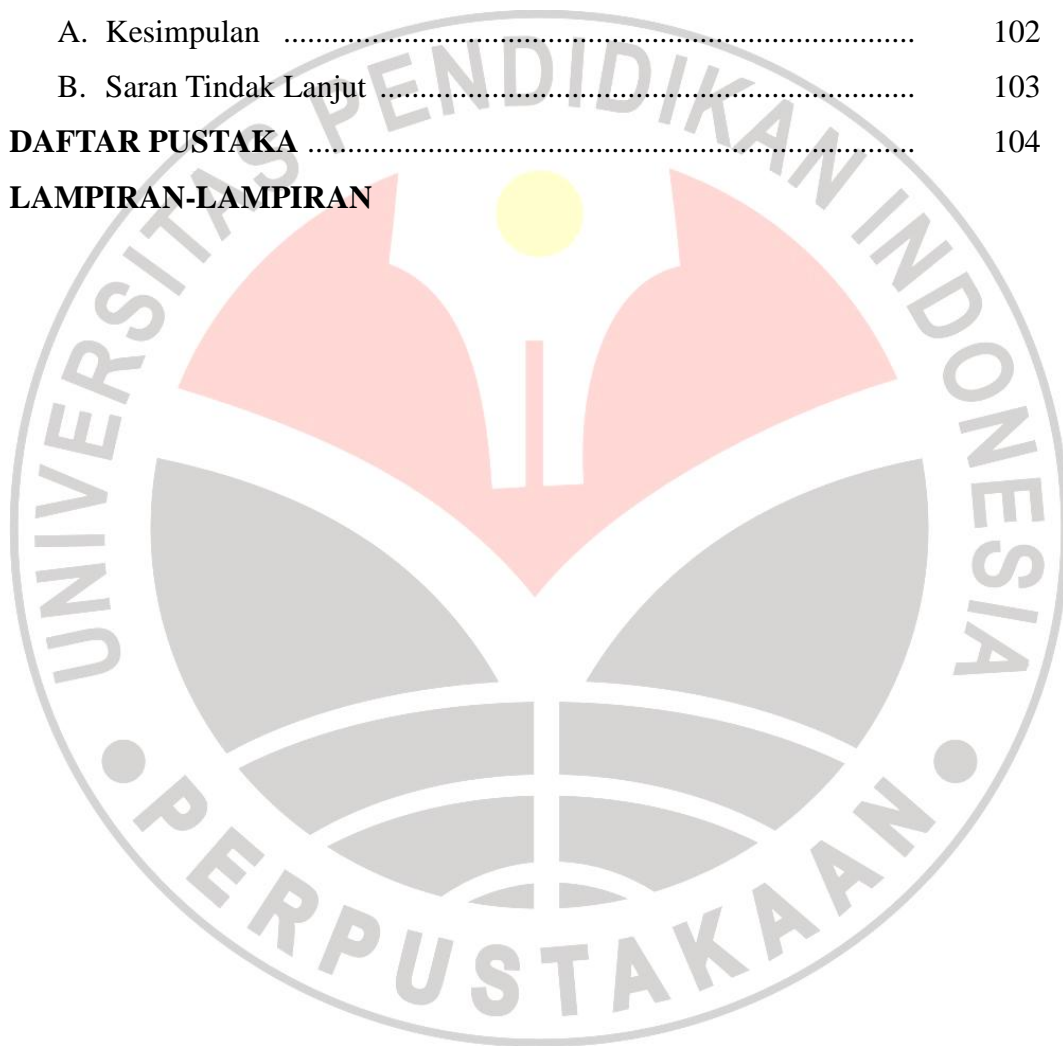 A. Kesimpulan ............................................................................... 102
B. Saran Tindak Lanjut ................................................................... 103
DAFTAR PUSTAKA ............................................................................ 104
LAMPIRAN-LAMPIRAN
UNIVERSITAS PENDIDIKAN INDONESIA
PERPUSTAKAAN